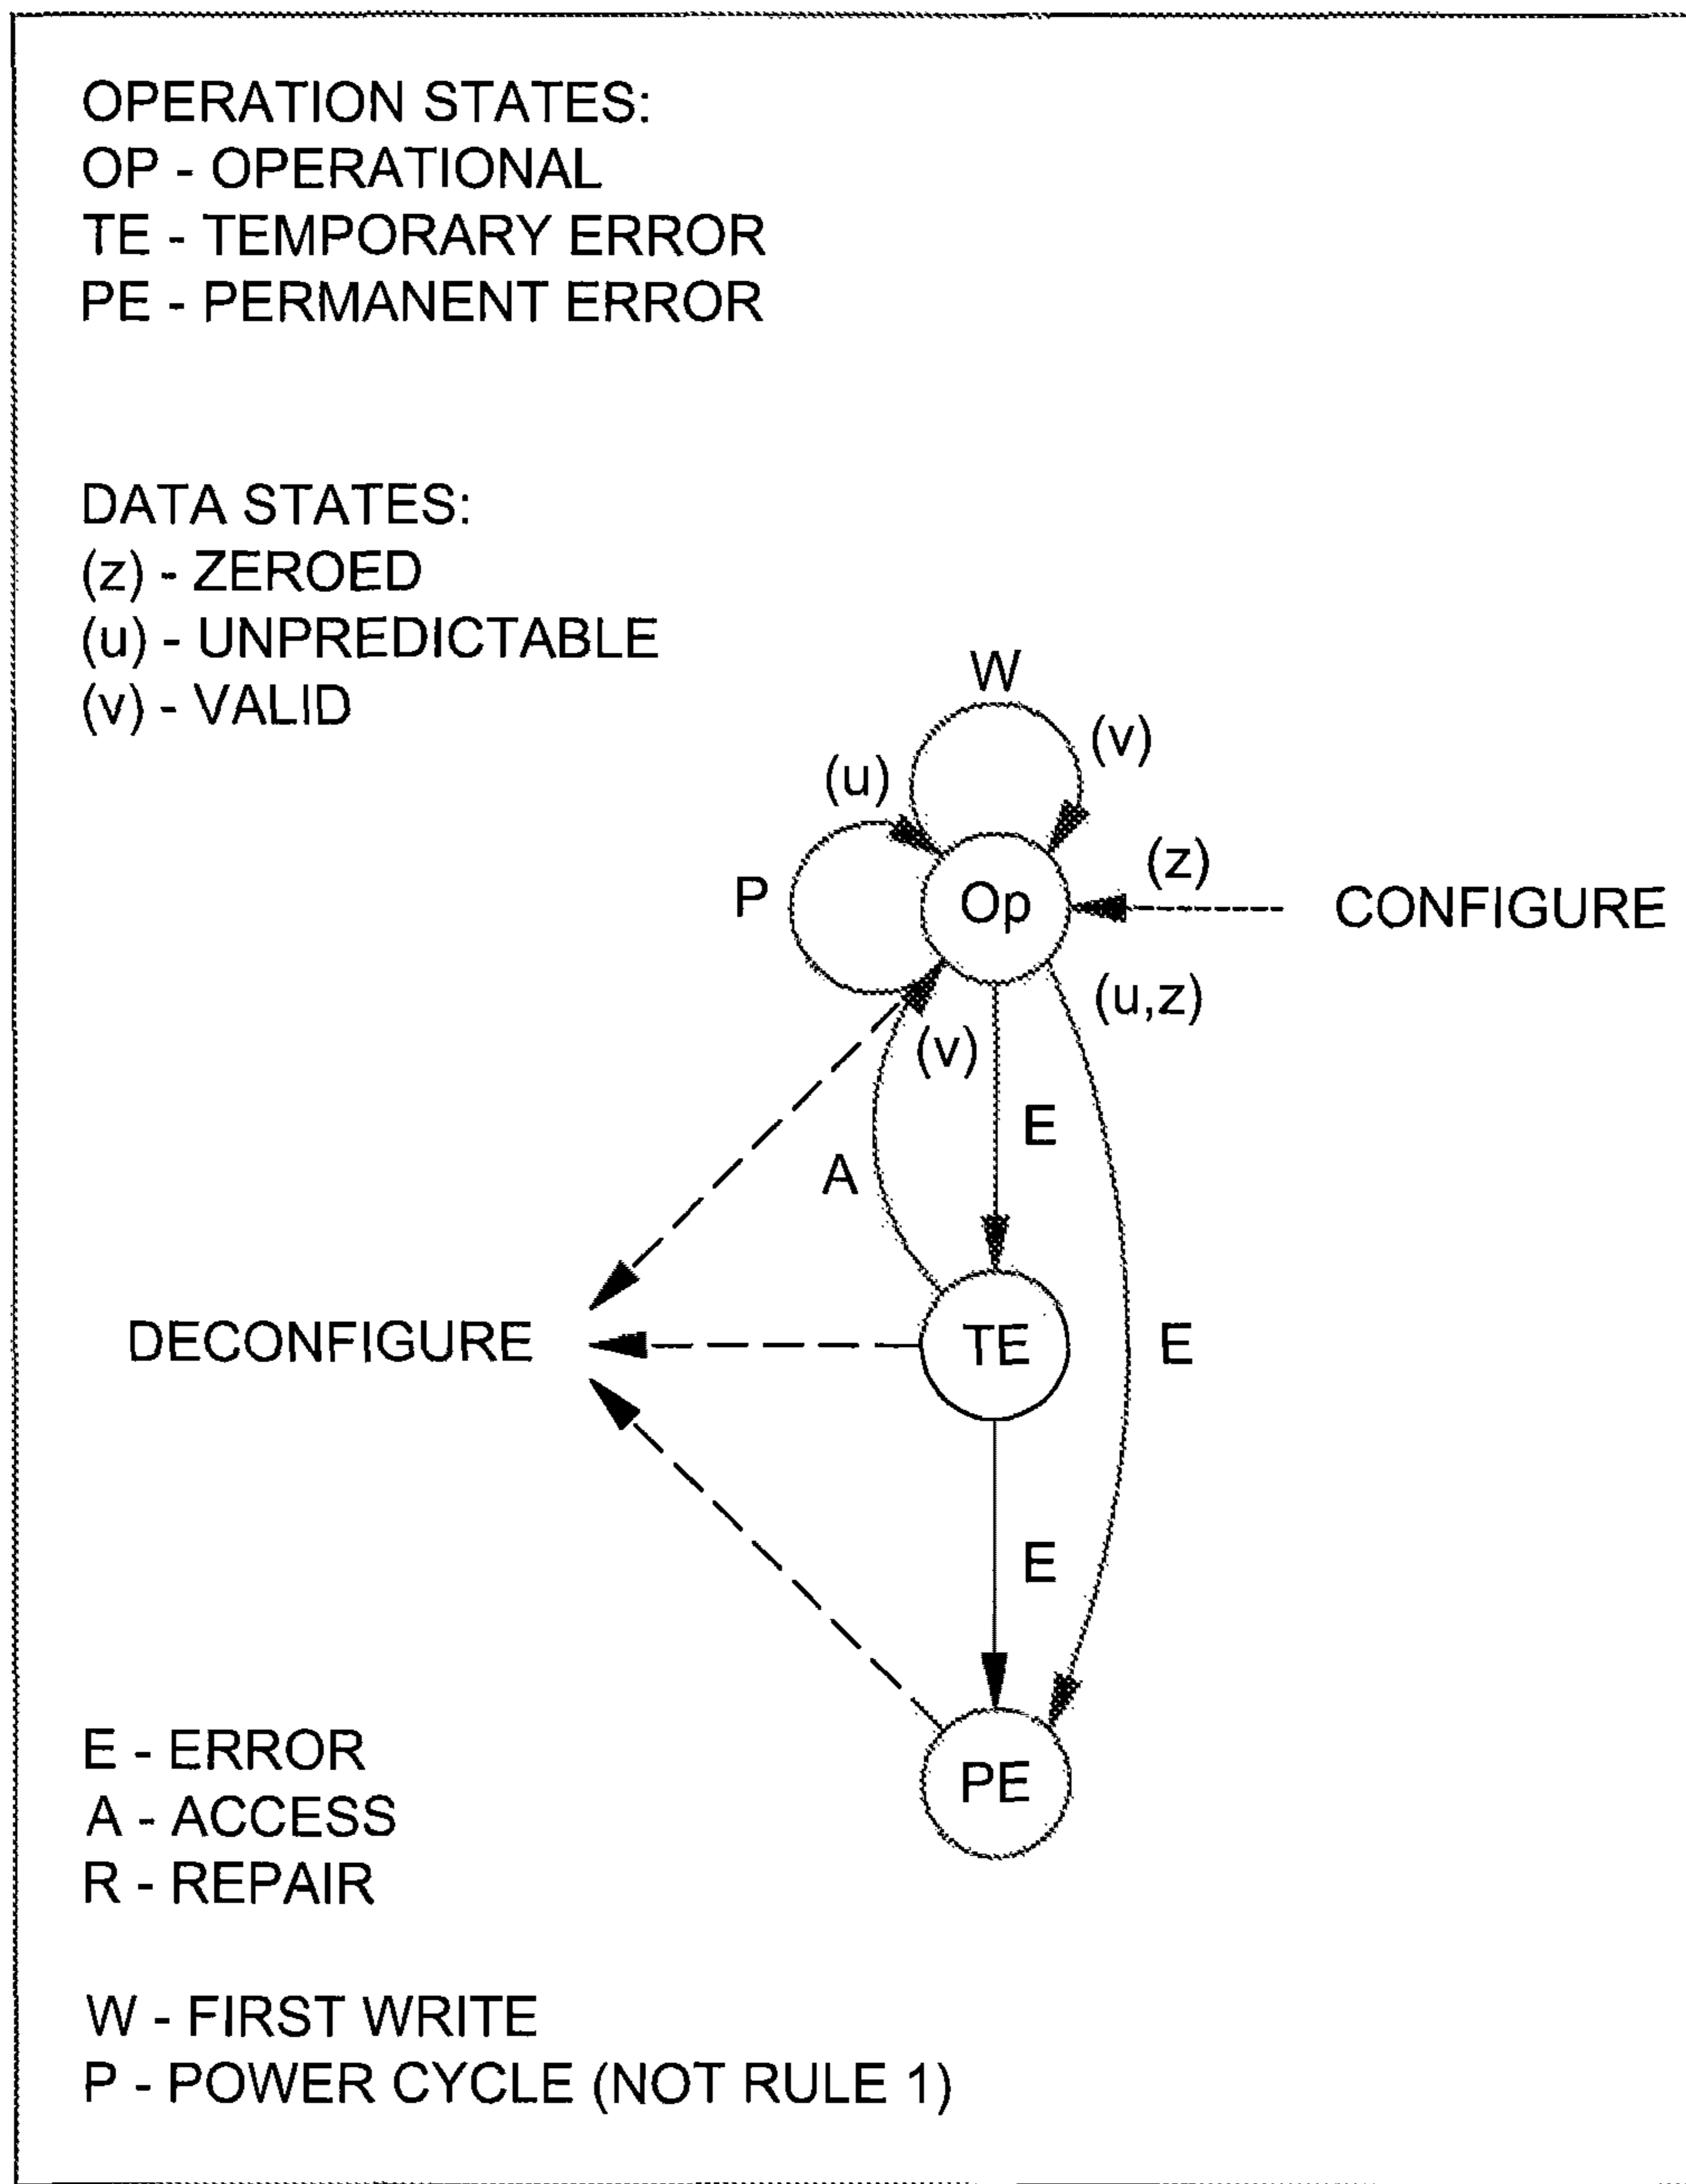 OPERATION STATES:
OP - OPERATIONAL
TE - TEMPORARY ERROR
PE - PERMANENT ERROR
DATA STATES:
(z) - ZEROED
(u) - UNPREDICTABLE
(v) - VALID
W
(v)
(u)
(z)
P
Op
CONFIGURE
(u,z)
(v)
E
A
DECONFIGURE
TE
E
E
PE
E - ERROR
A - ACCESS
R - REPAIR
W - FIRST WRITE
P - POWER CYCLE (NOT RULE 1)